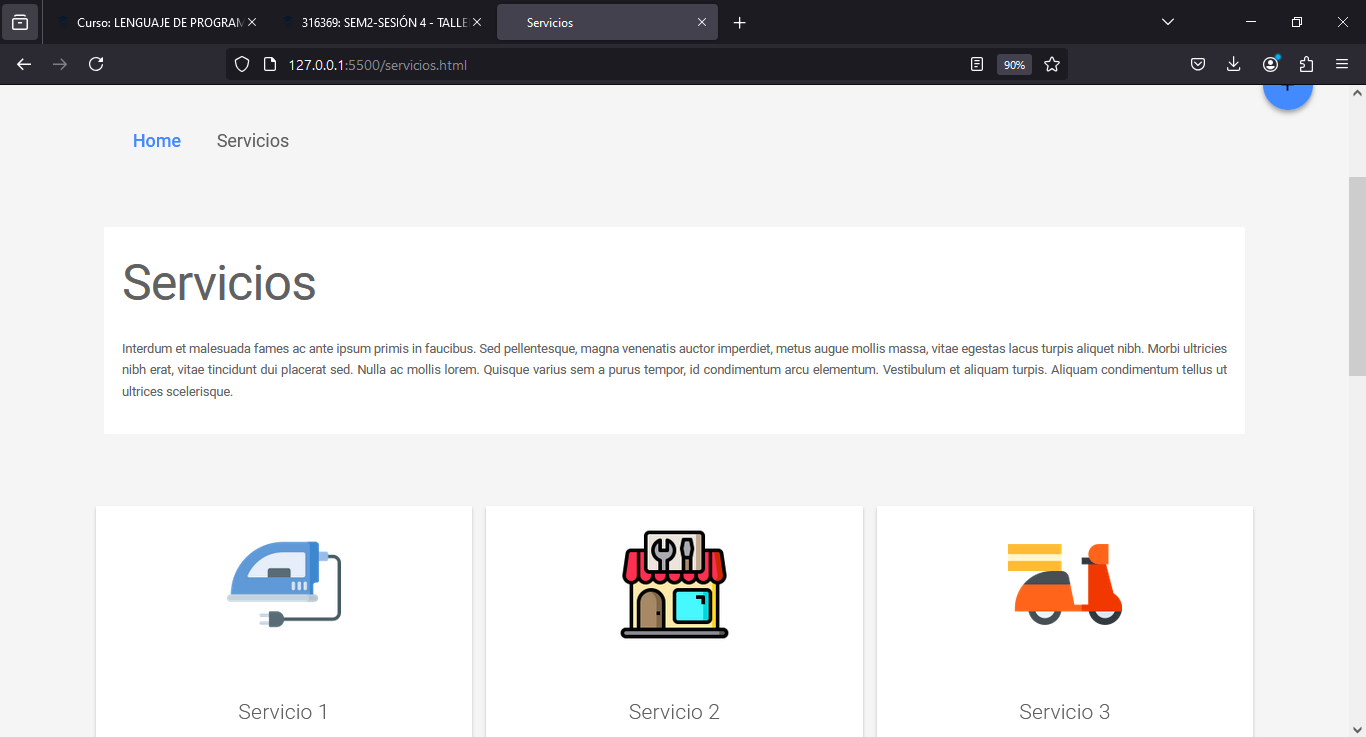 Curso: LENGUAJE DE PROGRAM
316369: SEM2-SESIÓN 4 - TALLE
Servicios
127.0.0.1:5500/servicios.html
90%
Home
Servicios
Servicios
Interdum et malesuada fames ac ante ipsum primis in faucibus. Sed pellentesque, magna venenatis auctor imperdiet, metus augue mollis massa, vitae egestas lacus turpis aliquet nibh. Morbi ultricies
nibh erat, vitae tincidunt dui placerat sed. Nulla ac mollis lorem. Quisque varius sem a purus tempor, id condimentum arcu elementum. Vestibulum et aliquam turpis. Aliquam condimentum tellus ut
ultrices scelerisque.
Servicio 1
Servicio 2
Servicio 3